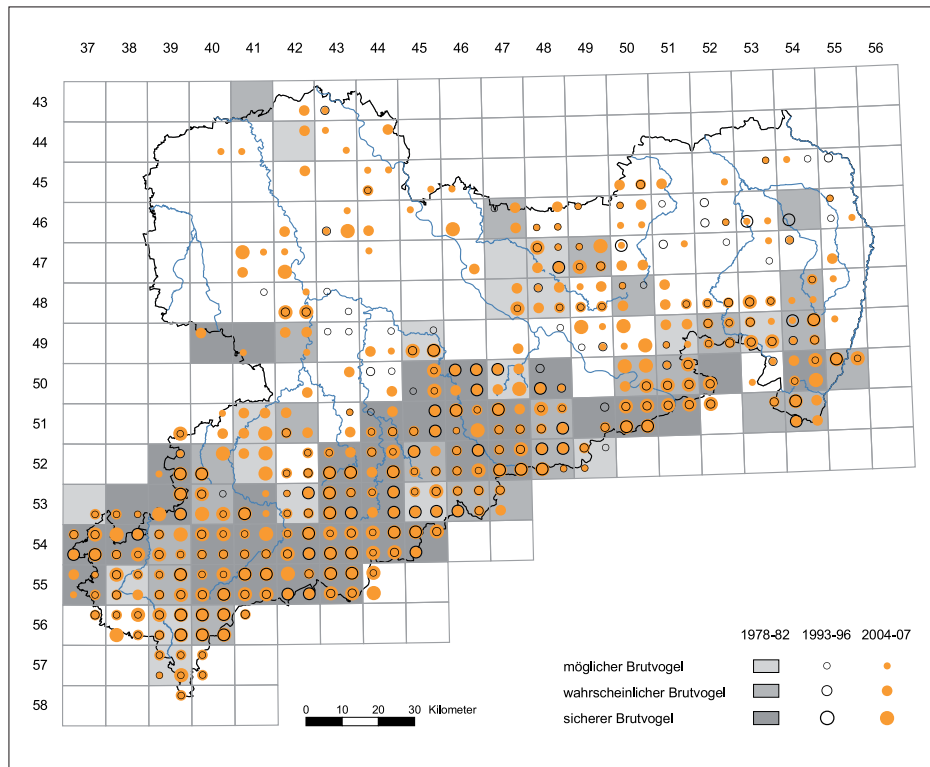 37 38 39 40 41 42 43 44 45 46 47 48 49 50 51 52 53 54 55 56
43
44
45
46
47
48
49
50
51
52
53
54
55
56
57
58
1978-82 1993-96 2004-07
möglicher Brutvogel
wahrscheinlicher Brutvogel
sicherer Brutvogel
0 10 20 30 Kilometer